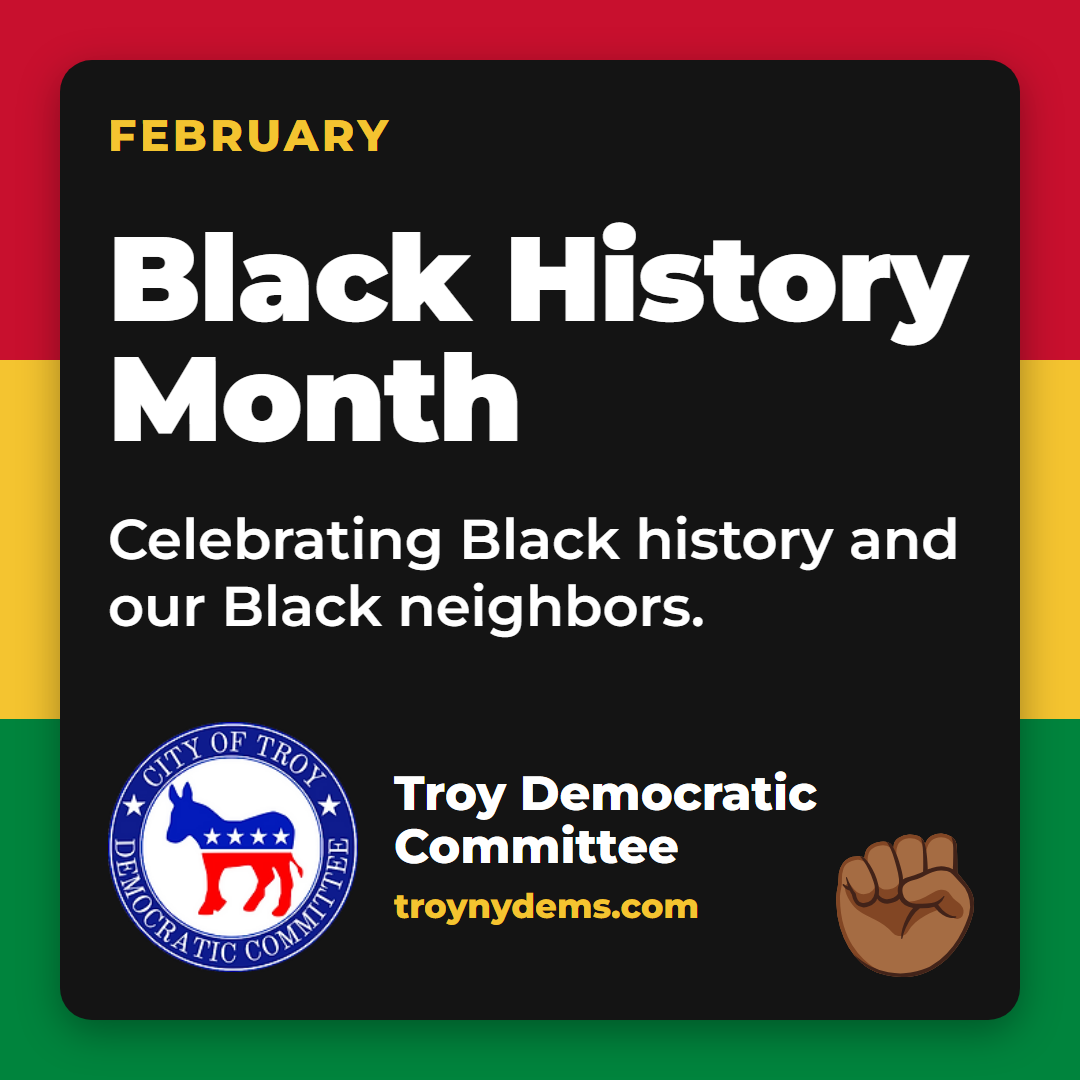 FEBRUARY
Black History
Month
Celebrating Black history and
our Black neighbors.
CITY OF TROY
DEMOCRATIC COMMITTEE
Troy Democratic
Committee
troynydems.com